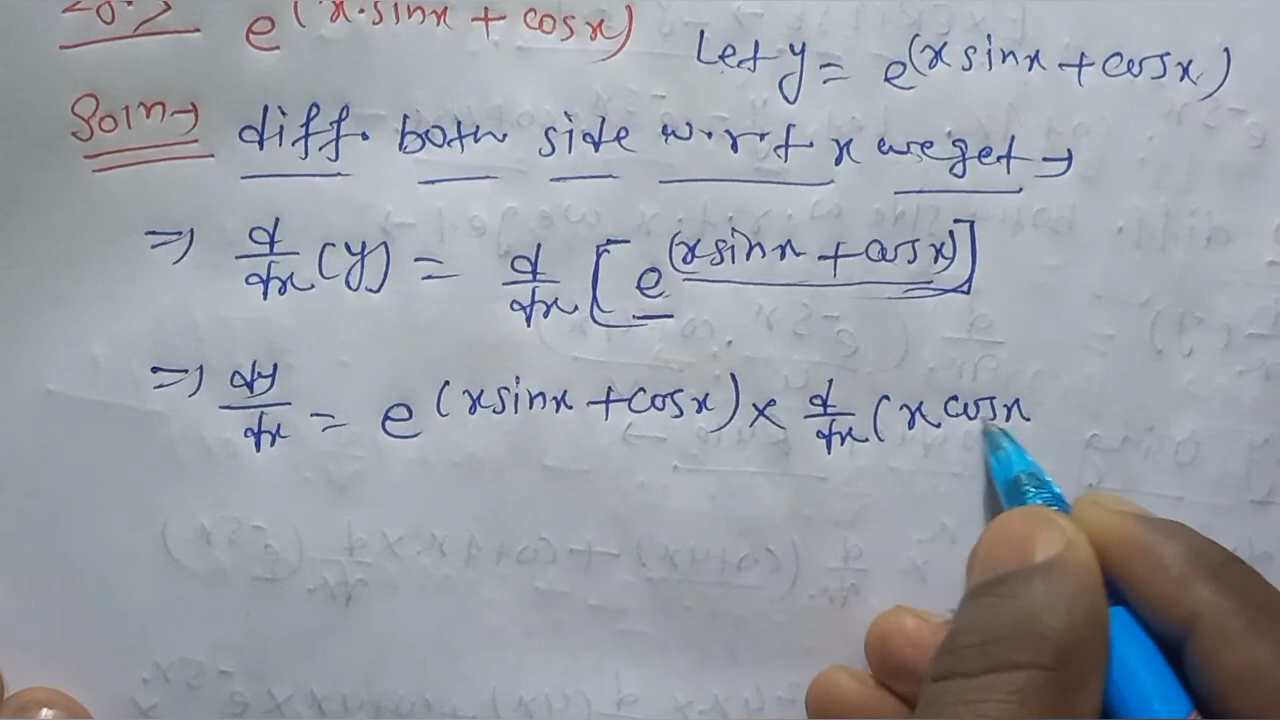 20.> e^(x.sinx + cosx)
Let y = e^(x sinx + cosx)
Soln→ diff. both side w.r.t x we get →
⇒ d/dx (y) = d/dx [e^(x sinx + cosx)]
⇒ dy/dx = e^(x sinx + cosx) × d/dx (x cosx